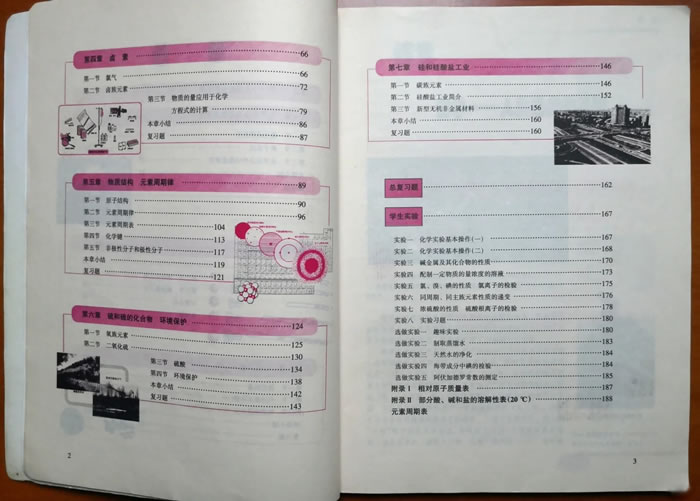 第四章 卤 素 66
第一节 氯气 66
第二节 卤族元素 72
第三节 物质的量应用于化学
方程式的计算 79
本章小结 86
复习题 87
第五章 物质结构 元素周期律 89
第一节 原子结构 90
第二节 元素周期律 96
第三节 元素周期表 104
第四节 化学键 113
第五节 非极性分子和极性分子 117
本章小结 119
复习题 121
第六章 硫和硫的化合物 环境保护 124
第一节 氧族元素 125
第二节 二氧化硫 130
第三节 硫酸 134
第四节 环境保护 138
本章小结 142
复习题 143
2
第七章 硅和硅酸盐工业 146
第一节 碳族元素 146
第二节 硅酸盐工业简介 152
第三节 新型无机非金属材料 156
本章小结 160
复习题 160
总复习题 162
学生实验 167
实验一 化学实验基本操作(一) 167
实验二 化学实验基本操作(二) 168
实验三 碱金属及其化合物的性质 170
实验四 配制一定物质的量浓度的溶液 173
实验五 氯、溴、碘的性质 氯离子的检验 175
实验六 同周期、同主族元素性质的递变 176
实验七 浓硫酸的性质 硫酸根离子的检验 178
实验八 实验习题 180
选做实验一 趣味实验 180
选做实验二 制取蒸馏水 183
选做实验三 天然水的净化 183
选做实验四 海带成分中碘的检验 184
选做实验五 阿伏加德罗常数的测定 185
附录Ⅰ 相对原子质量表 187
附录Ⅱ 部分酸、碱和盐的溶解性表(20 ℃) 188
元素周期表
3